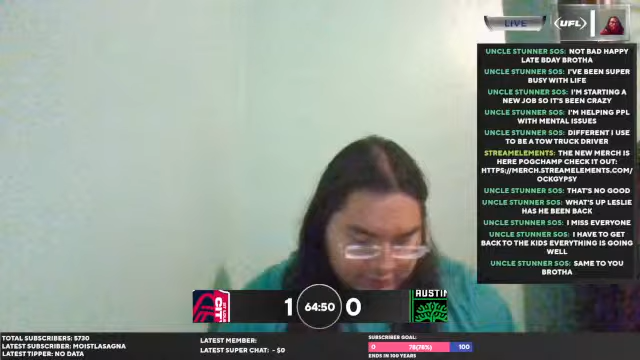 LIVE
UFL
UNCLE STUNNER SOS: NOT BAD HAPPY
LATE BDAY BROTHA
UNCLE STUNNER SOS: I'VE BEEN SUPER
BUSY WITH LIFE
UNCLE STUNNER SOS: I'M STARTING A
NEW JOB SO IT'S BEEN CRAZY
UNCLE STUNNER SOS: I'M HELPING PPL
WITH MENTAL ISSUES
UNCLE STUNNER SOS: DIFFERENT I USE
TO BE A TOW TRUCK DRIVER
STREAMELEMENTS: THE NEW MERCH IS
HERE POGCHAMP CHECK IT OUT:
HTTPS://MERCH.STREAMELEMENTS.COM/
OCKGYPSY
UNCLE STUNNER SOS: THAT'S NO GOOD
UNCLE STUNNER SOS: WHAT'S UP LESLIE
HAS HE BEEN BACK
UNCLE STUNNER SOS: I MISS EVERYONE
UNCLE STUNNER SOS: I HAVE TO GET
BACK TO THE KIDS EVERYTHING IS GOING
WELL
UNCLE STUNNER SOS: SAME TO YOU
BROTHA
CITY
1 64:50 0
AUSTIN
TOTAL SUBSCRIBERS: 5730
LATEST SUBSCRIBER: MOISTLASAGNA
LATEST TIPPER: NO DATA
LATEST MEMBER:
LATEST SUPER CHAT: - $0
SUBSCRIBER GOAL:
0 76(76%) 100
ENDS IN 100 YEARS